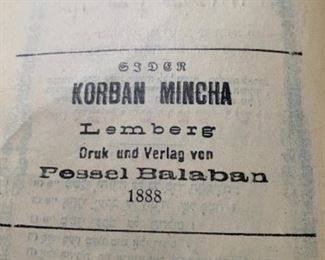 SIDER
KORBAN MINCHA
Lemberg
Druk und Verlag von
Pessel Balaban
1888